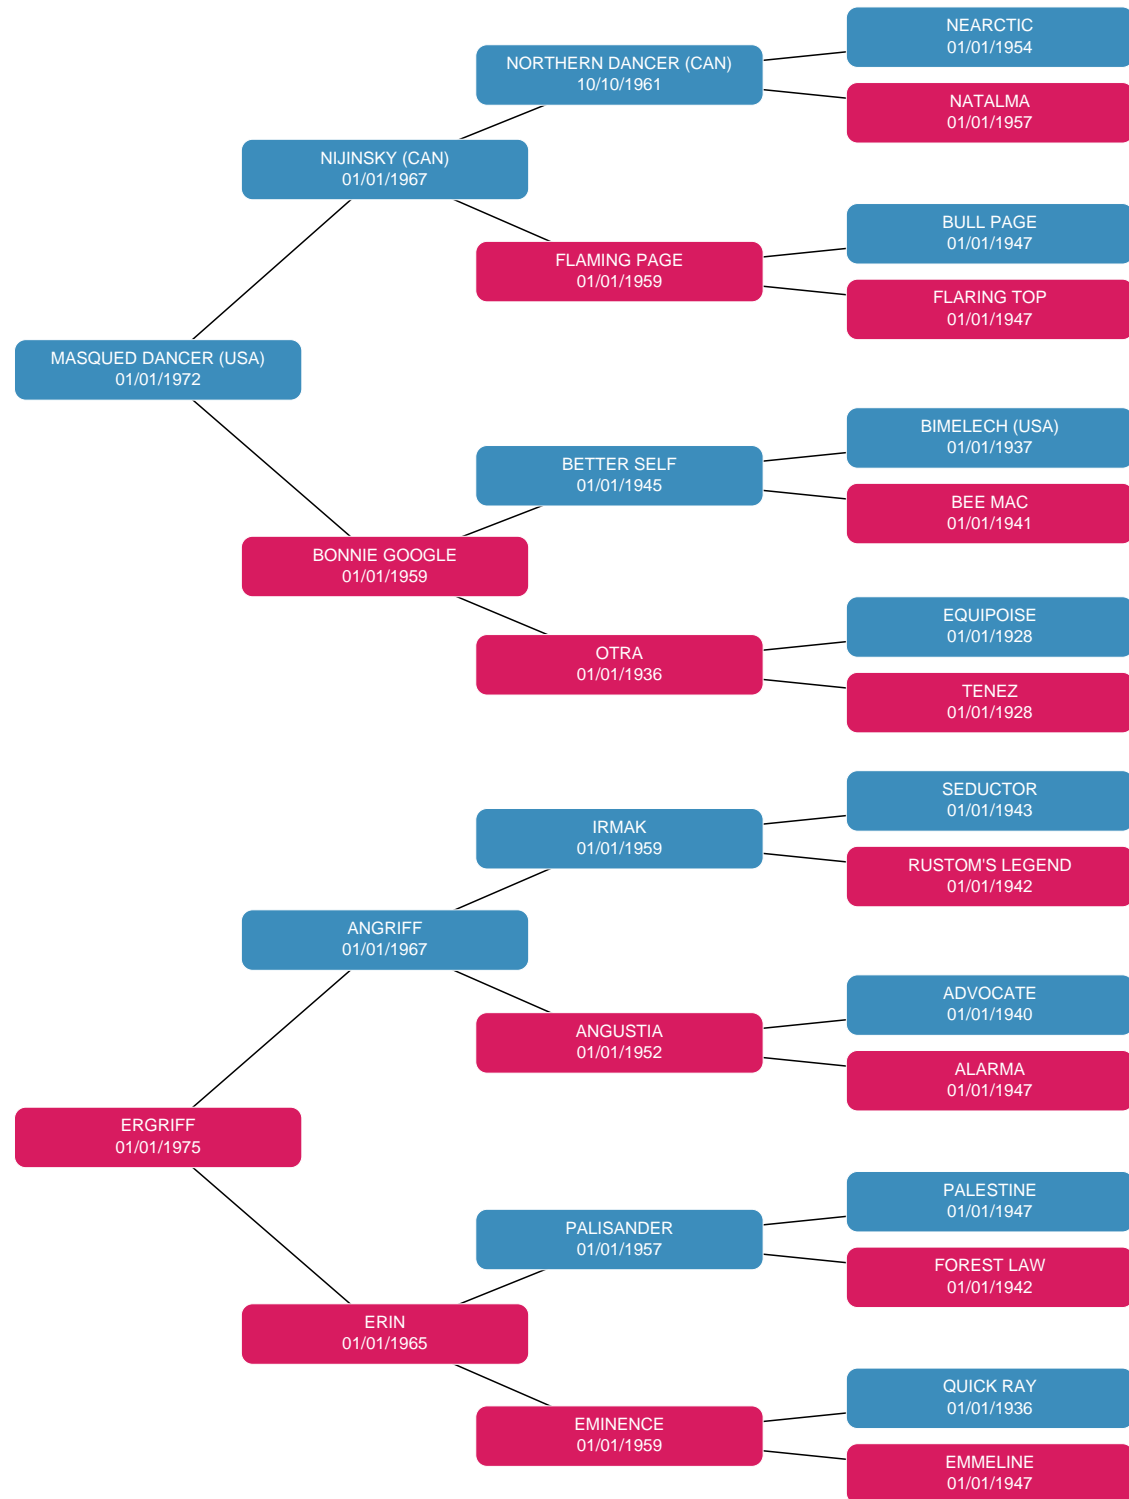 NEARCTIC
01/01/1954
NORTHERN DANCER (CAN)
10/10/1961
NATALMA
01/01/1957
NIJINSKY (CAN)
01/01/1967
BULL PAGE
01/01/1947
FLAMING PAGE
01/01/1959
FLARING TOP
01/01/1947
MASQUED DANCER (USA)
01/01/1972
BIMELECH (USA)
01/01/1937
BETTER SELF
01/01/1945
BEE MAC
01/01/1941
BONNIE GOOGLE
01/01/1959
EQUIPOISE
01/01/1928
OTRA
01/01/1936
TENEZ
01/01/1928
SEDUCTOR
01/01/1943
IRMAK
01/01/1959
RUSTOM'S LEGEND
01/01/1942
ANGRIFF
01/01/1967
ADVOCATE
01/01/1940
ANGUSTIA
01/01/1952
ALARMA
01/01/1947
ERGRIFF
01/01/1975
PALESTINE
01/01/1947
PALISANDER
01/01/1957
FOREST LAW
01/01/1942
ERIN
01/01/1965
QUICK RAY
01/01/1936
EMINENCE
01/01/1959
EMMELINE
01/01/1947